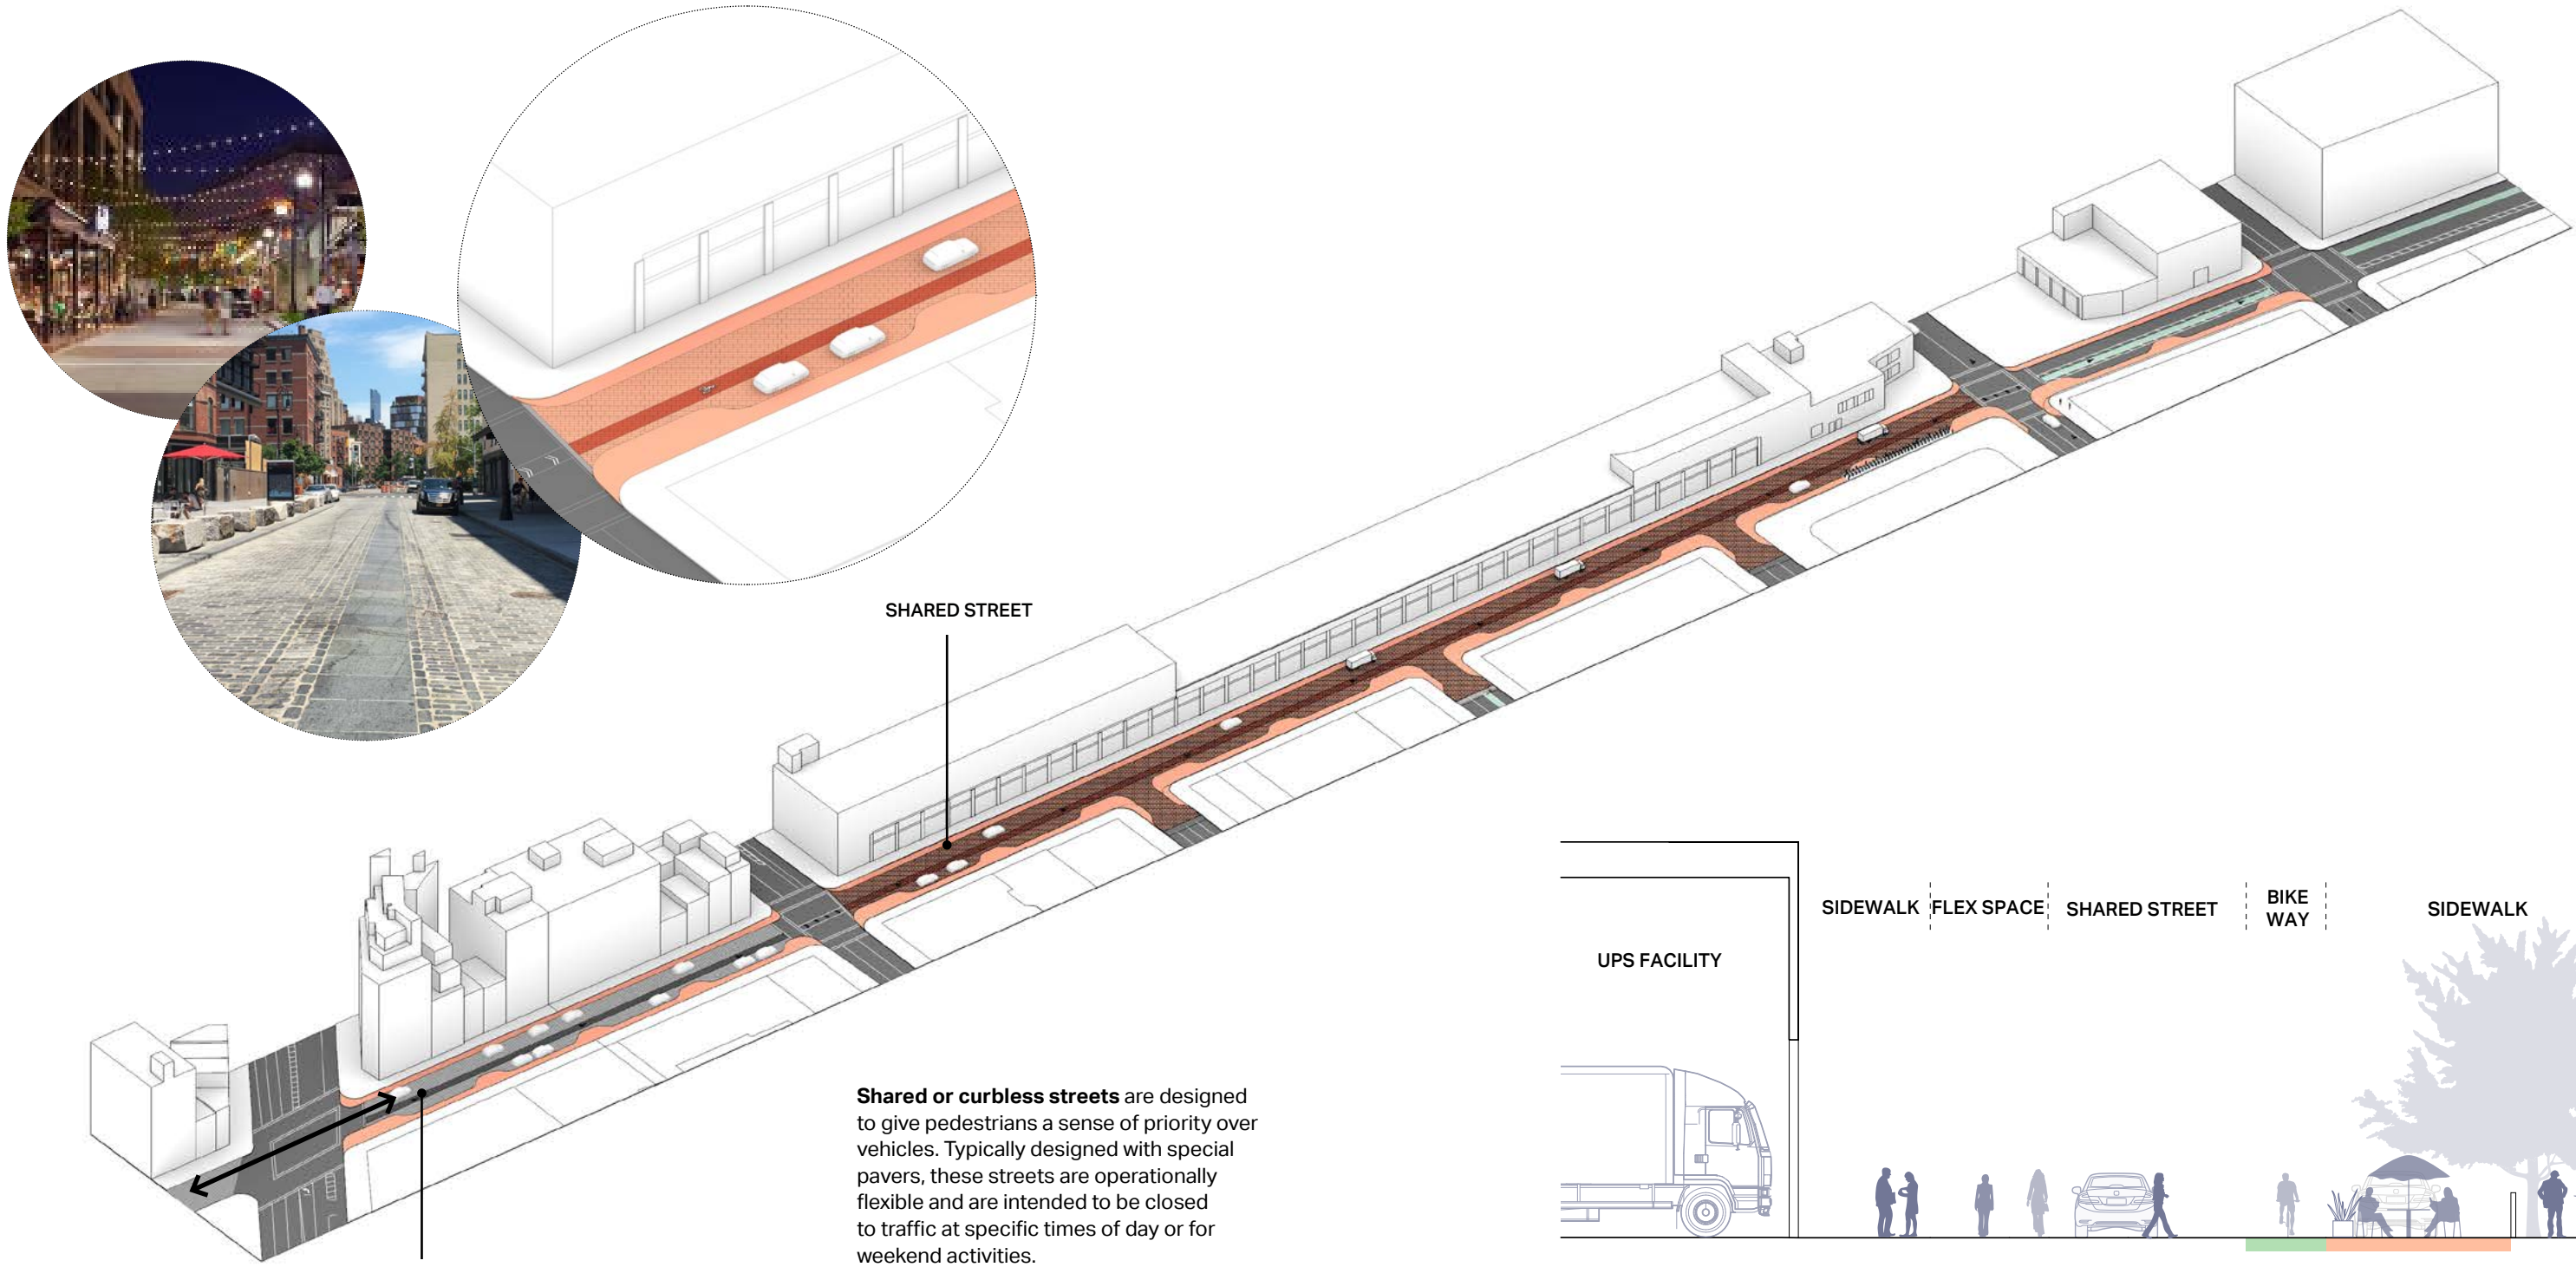 SHARED STREET
Shared or curbless streets are designed
to give pedestrians a sense of priority over
vehicles. Typically designed with special
pavers, these streets are operationally
flexible and are intended to be closed
to traffic at specific times of day or for
weekend activities.
UPS FACILITY
SIDEWALK
FLEX SPACE
SHARED STREET
BIKE
WAY
SIDEWALK